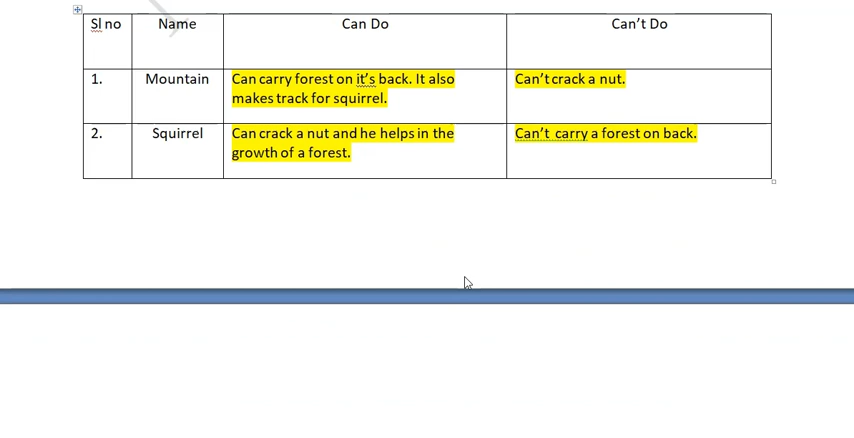 Sl no Name Can Do Can't Do
1. Mountain Can carry forest on it's back. It also Can't crack a nut.
makes track for squirrel.
2. Squirrel Can crack a nut and he helps in the Can't carry a forest on back.
growth of a forest.